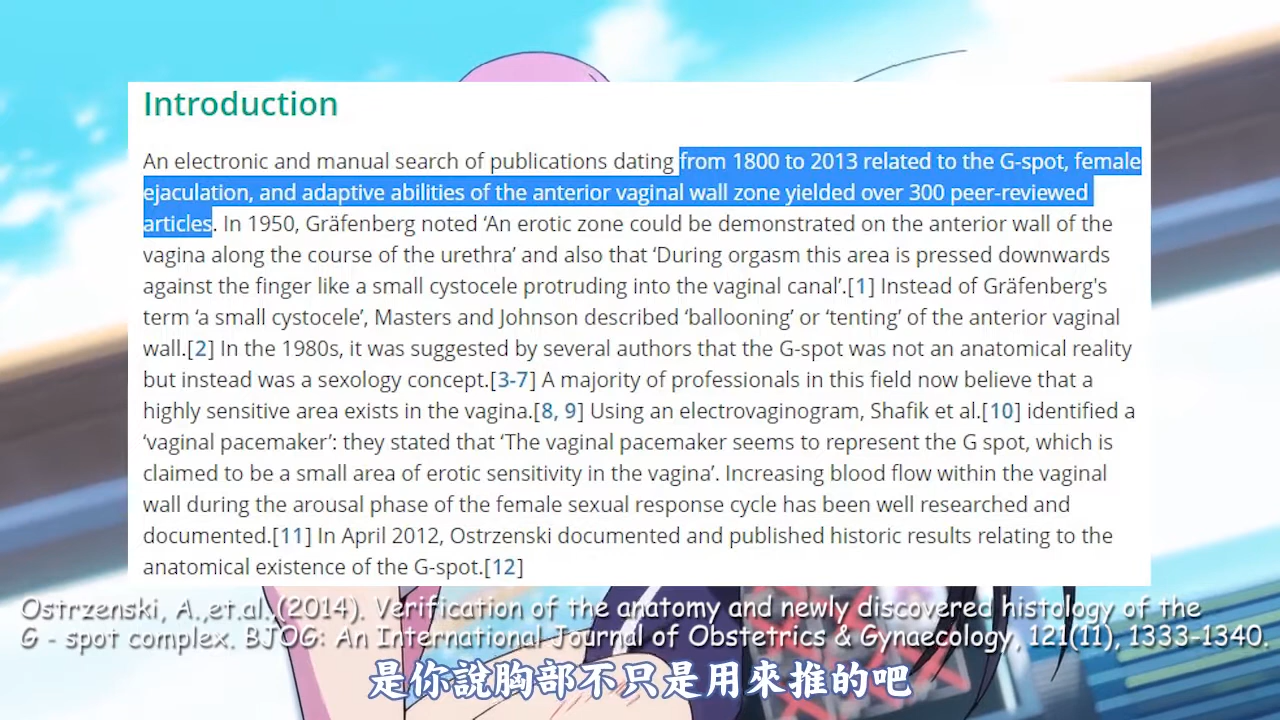 Introduction
An electronic and manual search of publications dating from 1800 to 2013 related to the G-spot, female
ejaculation, and adaptive abilities of the anterior vaginal wall zone yielded over 300 peer-reviewed
articles. In 1950, Gräfenberg noted ‘An erotic zone could be demonstrated on the anterior wall of the
vagina along the course of the urethra’ and also that ‘During orgasm this area is pressed downwards
against the finger like a small cystocele protruding into the vaginal canal’.[1] Instead of Gräfenberg's
term ‘a small cystocele’, Masters and Johnson described ‘ballooning’ or ‘tenting’ of the anterior vaginal
wall.[2] In the 1980s, it was suggested by several authors that the G-spot was not an anatomical reality
but instead was a sexology concept.[3-7] A majority of professionals in this field now believe that a
highly sensitive area exists in the vagina.[8, 9] Using an electrovaginogram, Shafik et al.[10] identified a
‘vaginal pacemaker’: they stated that ‘The vaginal pacemaker seems to represent the G spot, which is
claimed to be a small area of erotic sensitivity in the vagina’. Increasing blood flow within the vaginal
wall during the arousal phase of the female sexual response cycle has been well researched and
documented.[11] In April 2012, Ostrzenski documented and published historic results relating to the
anatomical existence of the G-spot.[12]
Ostrzenski, A.,et.al.,(2014). Verification of the anatomy and newly discovered histology of the
G - spot complex. BJOG: An International Journal of Obstetrics & Gynaecology, 121(11), 1333-1340.
是你說胸部不只是用來推的吧